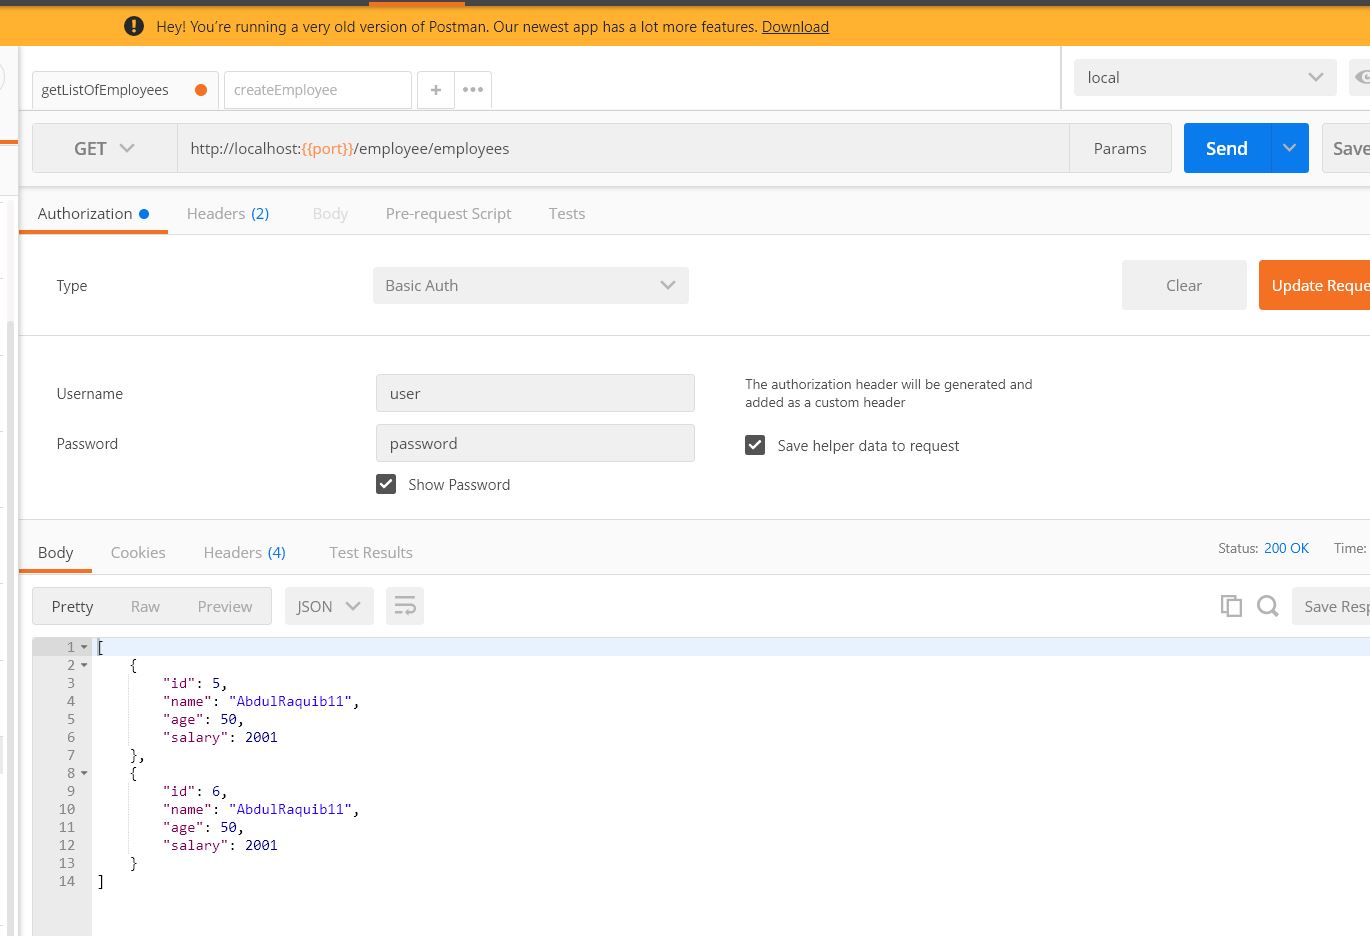 Hey! You're running a very old version of Postman. Our newest app has a lot more features. Download
getListOfEmployees
createEmployee
local
GET
http://localhost:{{port}}/employee/employees
Params
Send
Save
Authorization
Headers (2)
Body
Pre-request Script
Tests
Type
Basic Auth
Clear
Update Reque
Username
user
The authorization header will be generated and
added as a custom header
Password
password
Save helper data to request
Show Password
Body
Cookies
Headers (4)
Test Results
Status: 200 OK
Time:
Pretty
Raw
Preview
JSON
Save Resp
1 [
2 {
3 "id": 5,
4 "name": "AbdulRaquib11",
5 "age": 50,
6 "salary": 2001
7 },
8 {
9 "id": 6,
10 "name": "AbdulRaquib11",
11 "age": 50,
12 "salary": 2001
13 }
14 ]